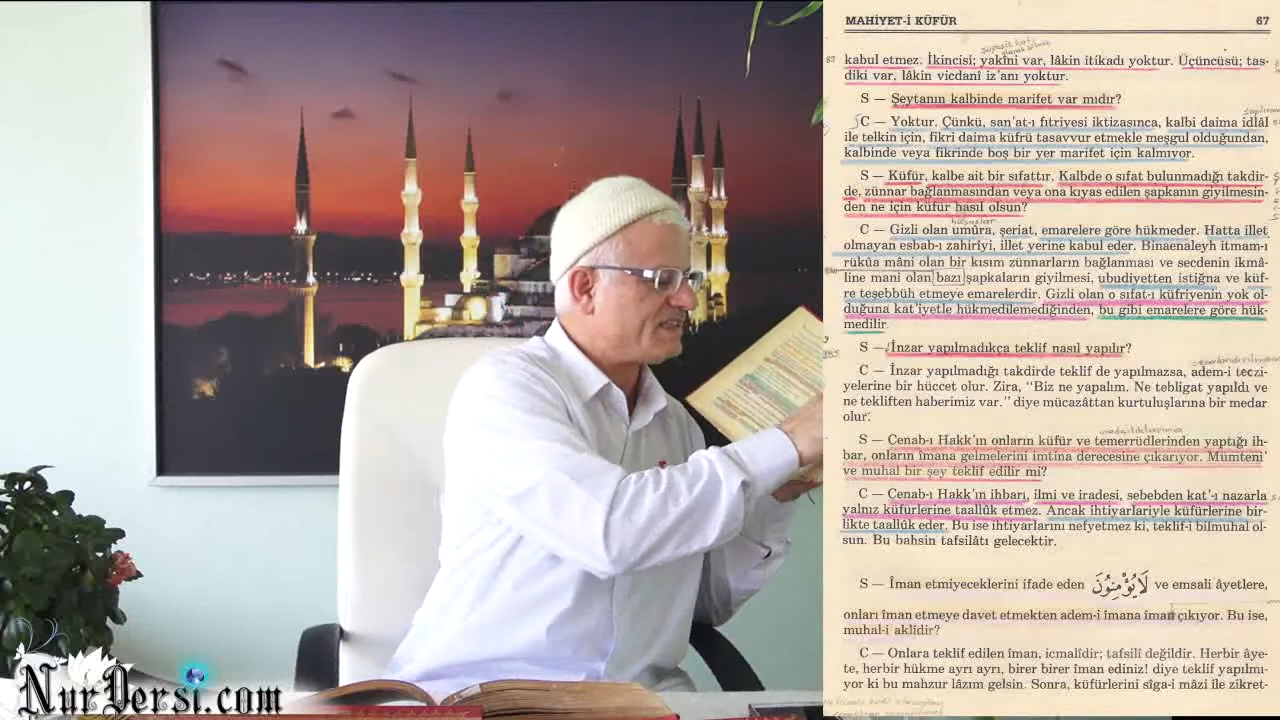 MAHİYET-İ KÜFÜR 67
kabul etmez. İkincisi; yakîni var, lâkin itikadı yoktur. Üçüncüsü; tas-
diki var, lâkin vicdanî iz'anı yoktur.
S — Şeytanın kalbinde marifet var mıdır?
C — Yoktur. Çünkü, san'at-ı fıtriyesi iktizasınca, kalbi daima idlâl
ile telkin için, fikri daima küfrü tasavvur etmekle meşgul olduğundan,
kalbinde veya fikrinde boş bir yer marifet için kalmıyor.
S — Küfür, kalbe ait bir sıfattır. Kalbde o sıfat bulunmadığı takdir-
de, zünnar bağlanmasından veya ona kıyas edilen şapkanın giyilmesin-
den ne için küfür hasıl olsun?
C — Gizli olan umûra, şeriat, emarelere göre hükmeder. Hatta illet
olmayan esbab-ı zahiriyi, illet yerine kabul eder. Binaenaleyh itmam-ı
rükûa mâni olan bir kısım zünnarların bağlanması ve secdenin ikmâ-
line mani olan bazı şapkaların giyilmesi, ubudiyetten istiğna ve küf-
re teşebbüh etmeye emarelerdir. Gizli olan o sıfat-ı küfriyenin yok ol-
duğuna kat'iyetle hükmedilemediğinden, bu gibi emarelere göre hük-
medilir.
S — İnzar yapılmadıkça teklif nasıl yapılır?
C — İnzar yapılmadığı takdirde teklif de yapılmazsa, adem-i teczi-
yelerine bir hüccet olur. Zira, "Biz ne yapalım. Ne tebligat yapıldı ve
ne tekliften haberimiz var." diye mücazâttan kurtuluşlarına bir medar
olur.
S — Cenab-ı Hakk'ın onların küfür ve temerrüdlerinden yaptığı ih-
bar, onların îmana gelmelerini imtina derecesine çıkarıyor. Mümteni'
ve muhal bir şey teklif edilir mi?
C — Cenab-ı Hakk'ın ihbarı, ilmi ve iradesi, sebebden kat'-ı nazarla
yalnız küfürlerine taallûk etmez. Ancak ihtiyarlariyle küfürlerine bir-
likte taallûk eder. Bu ise ihtiyarlarını nefyetmez ki, teklif-i bilmuhal ol-
sun. Bu bahsin tafsilâtı gelecektir.
S — Îman etmiyeceklerini ifade eden لَايُؤْمِنُونَ ve emsali âyetlere,
onları îman etmeye davet etmekten adem-i imana îman çıkıyor. Bu ise,
muhal-i aklîdir?
C — Onlara teklif edilen îman, icmalîdir; tafsilî değildir. Herbir âye-
te, herbir hükme ayrı ayrı, birer birer îman ediniz! diye teklif yapılmı-
yor ki bu mahzur lâzım gelsin. Sonra, küfürlerini sîga-i mâzi ile zikret-
NurDersi.com